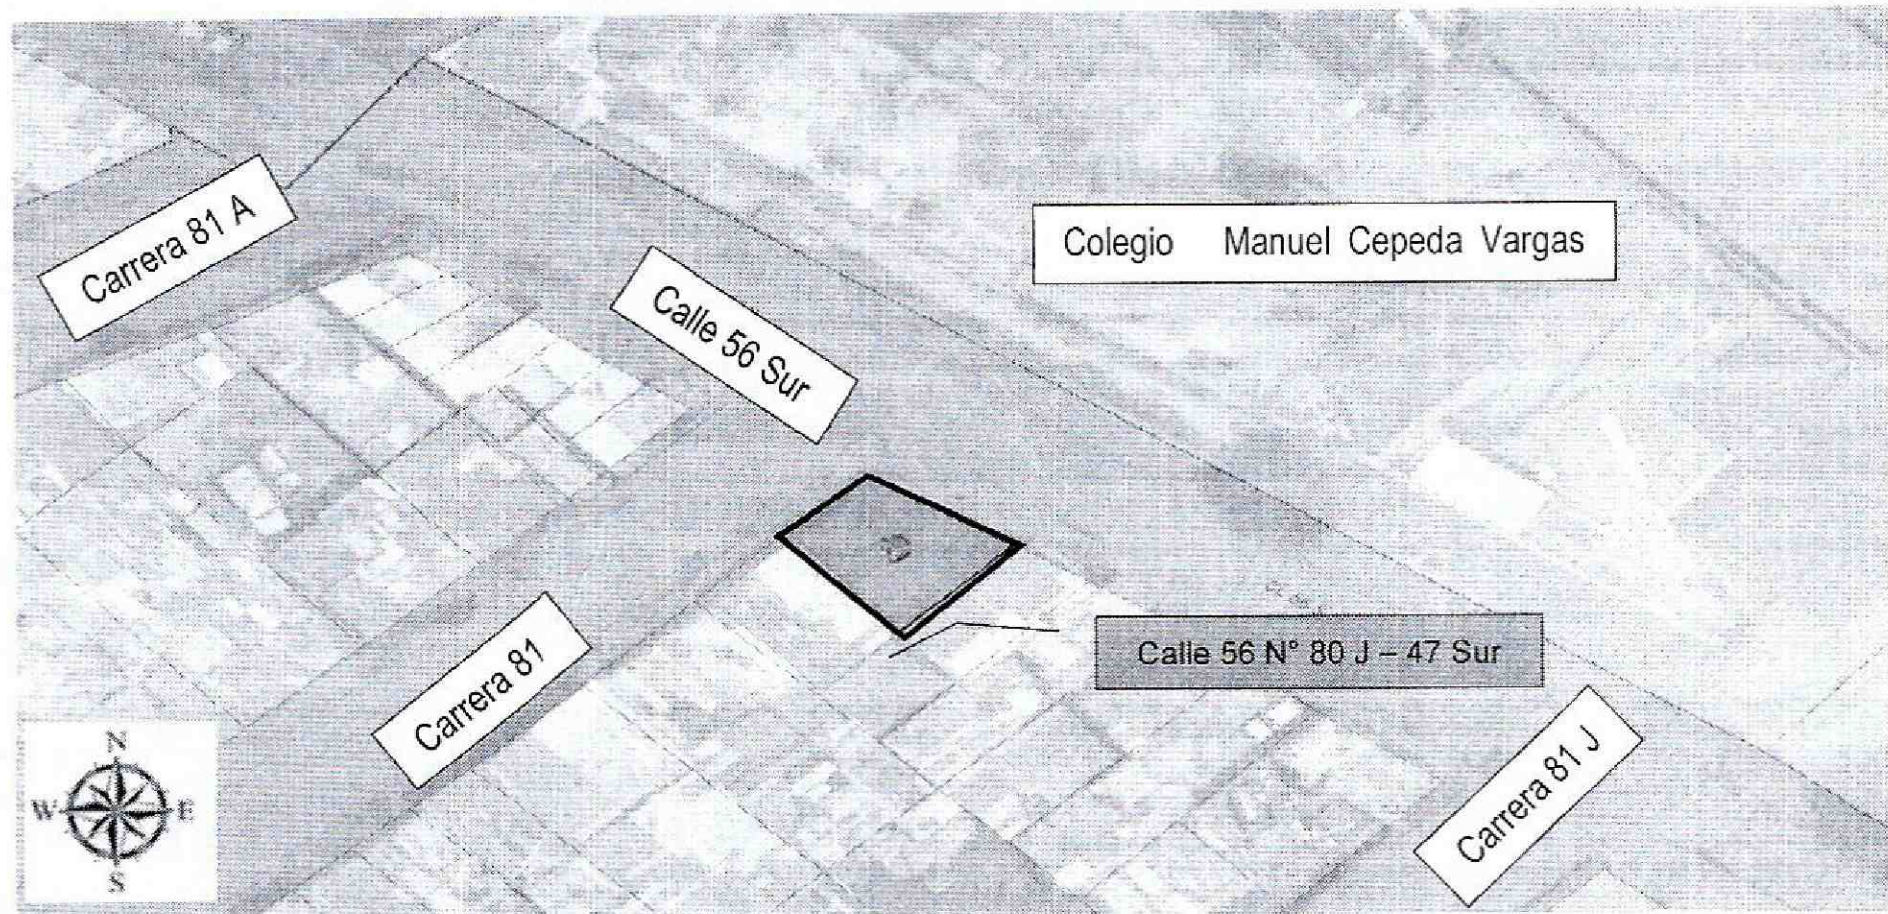 Carrera 81 A
Colegio Manuel Cepeda Vargas
Calle 56 Sur
Calle 56 N° 80 J – 47 Sur
Carrera 81
Carrera 81 J
N
W
E
S